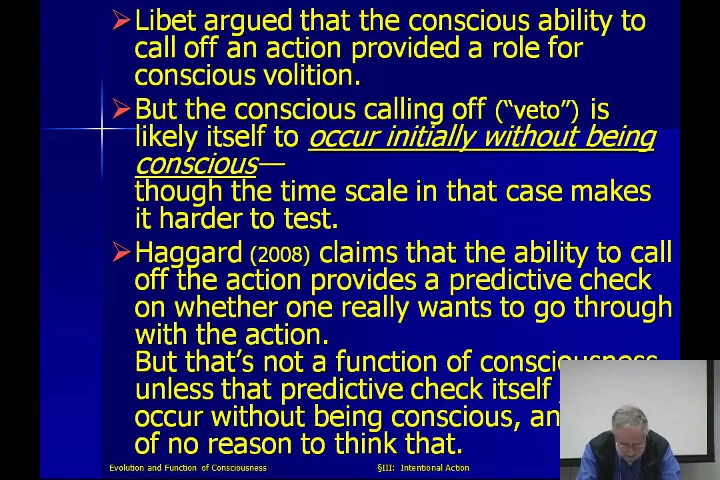 Libet argued that the conscious ability to
call off an action provided a role for
conscious volition.
But the conscious calling off (“veto”) is
likely itself to occur initially without being
conscious—
though the time scale in that case makes
it harder to test.
Haggard (2008) claims that the ability to call
off the action provides a predictive check
on whether one really wants to go through
with the action.
But that’s not a function of consciousness
unless that predictive check itself
occur without being conscious, an
of no reason to think that.
Evolution and Function of Consciousness
§III: Intentional Action